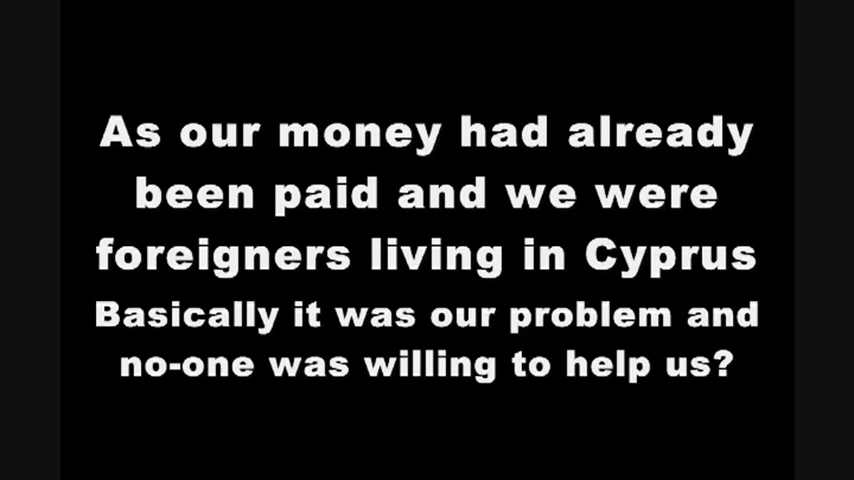 As our money had already
been paid and we were
foreigners living in Cyprus
Basically it was our problem and
no-one was willing to help us?